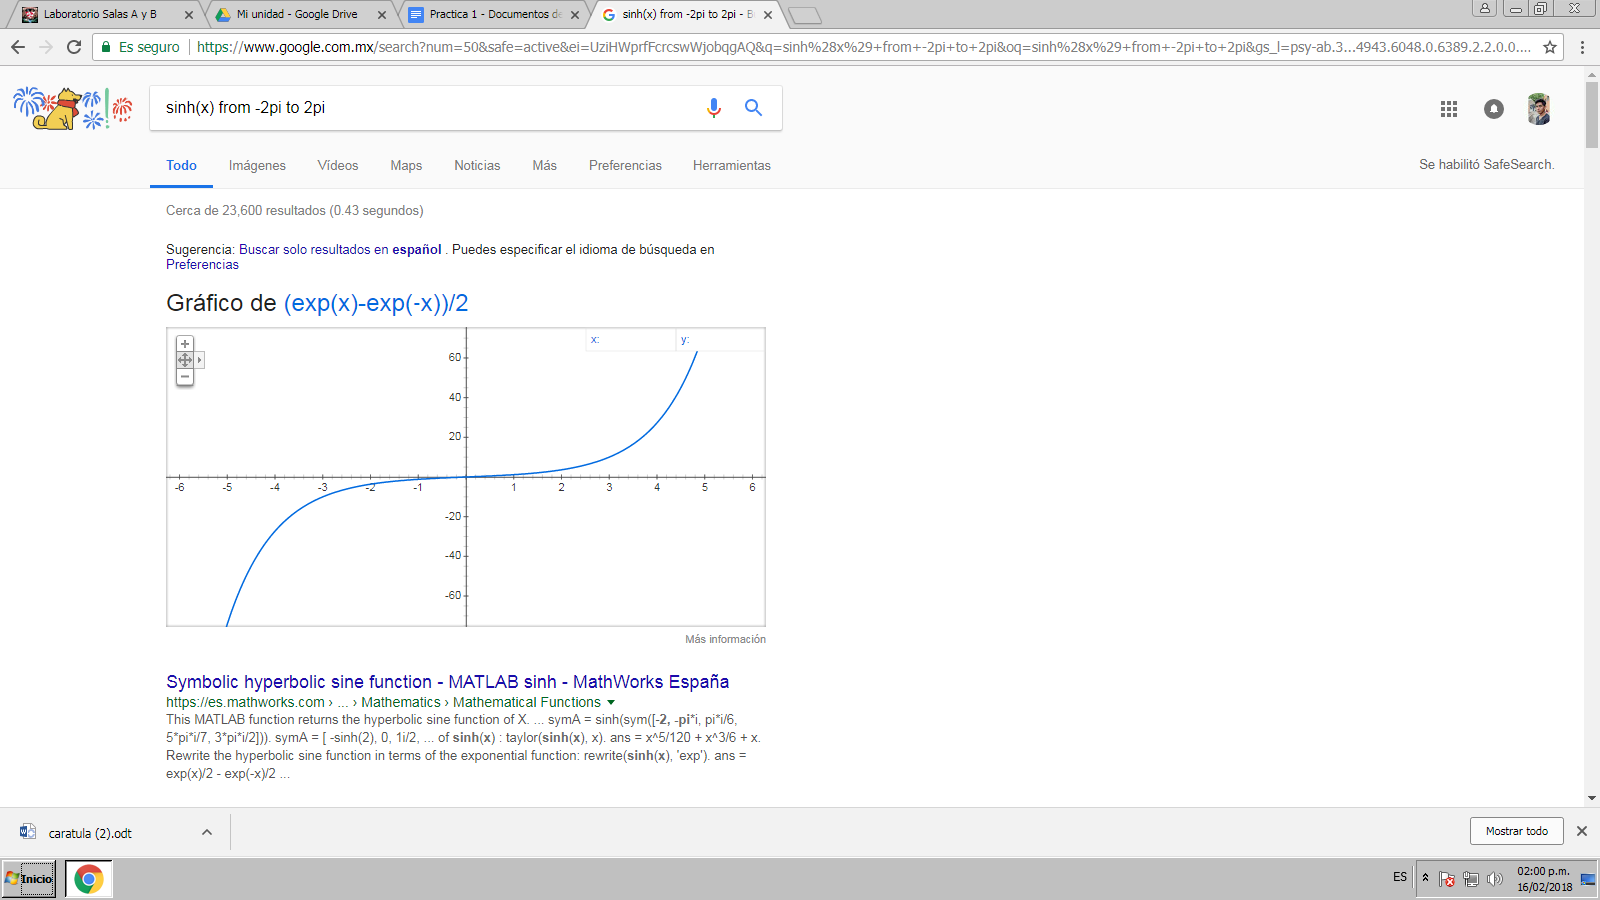 Laboratorio Salas A y B
Mi unidad - Google Drive
Practica 1 - Documentos de
sinh(x) from -2pi to 2pi - B
Es seguro
https://www.google.com.mx/search?num=50&safe=active&ei=UziHWprfFcrcswWjobqgAQ&q=sinh%28x%29+from+-2pi+to+2pi&oq=sinh%28x%29+from+-2pi+to+2pi&gs_l=psy-ab.3...4943.6048.0.6389.2.2.0.0....
sinh(x) from -2pi to 2pi
Todo Imágenes Vídeos Maps Noticias Más Preferencias Herramientas
Se habilitó SafeSearch.
Cerca de 23,600 resultados (0.43 segundos)
Sugerencia: Buscar solo resultados en español . Puedes especificar el idioma de búsqueda en
Preferencias
Gráfico de (exp(x)-exp(-x))/2
x: y:
60
40
20
-6 -5 -4 -3 -2 -1 1 2 3 4 5 6
-20
-40
-60
Más información
Symbolic hyperbolic sine function - MATLAB sinh - MathWorks España
https://es.mathworks.com › ... › Mathematics › Mathematical Functions
This MATLAB function returns the hyperbolic sine function of X. ... symA = sinh(sym([-2, -pi*i, pi*i/6,
5*pi*i/7, 3*pi*i/2])). symA = [ -sinh(2), 0, 1i/2, ... of sinh(x) : taylor(sinh(x), x). ans = x^5/120 + x^3/6 + x.
Rewrite the hyperbolic sine function in terms of the exponential function: rewrite(sinh(x), 'exp'). ans =
exp(x)/2 - exp(-x)/2 ...
caratula (2).odt
Mostrar todo
Inicio
ES
02:00 p.m.
16/02/2018